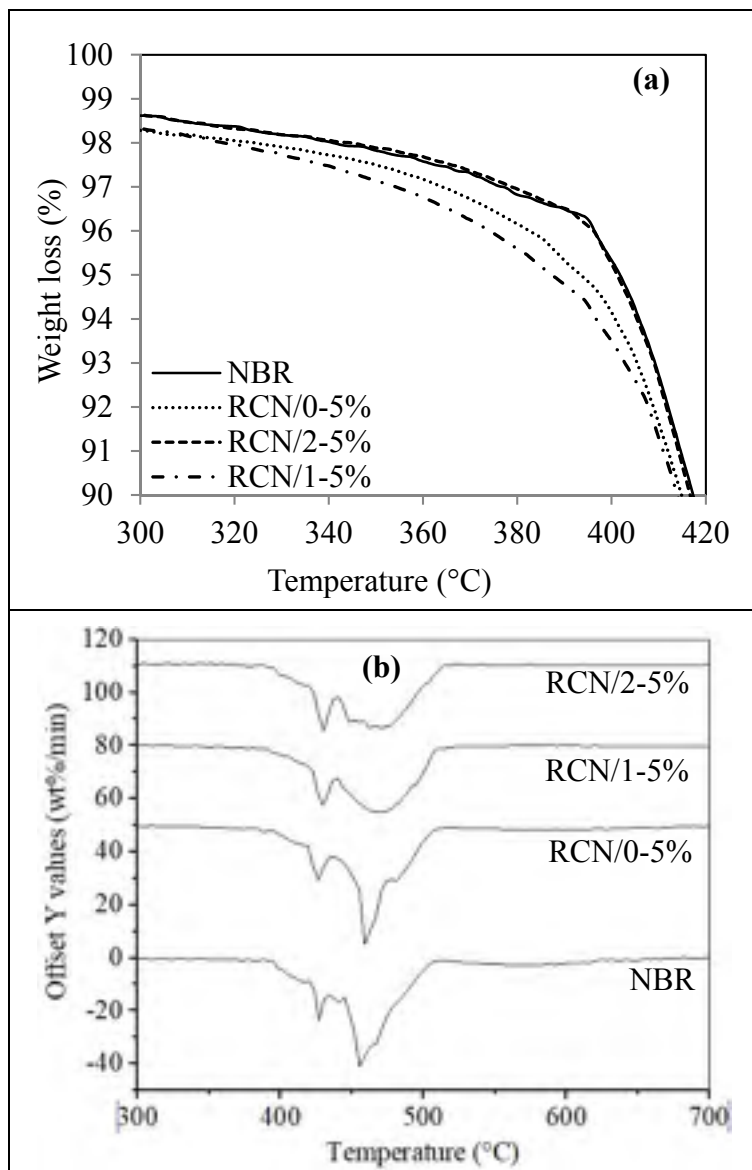 (a)
100
99
98
97
96
95
94
93
92
91
90
Weight loss (%)
NBR
RCN/0-5%
RCN/2-5%
RCN/1-5%
300 320 340 360 380 400 420
Temperature (°C)
(b)
120
100
80
60
40
20
0
-20
-40
Offset Y values (wt%/min)
RCN/2-5%
RCN/1-5%
RCN/0-5%
NBR
300 400 500 600 700
Temperature (°C)